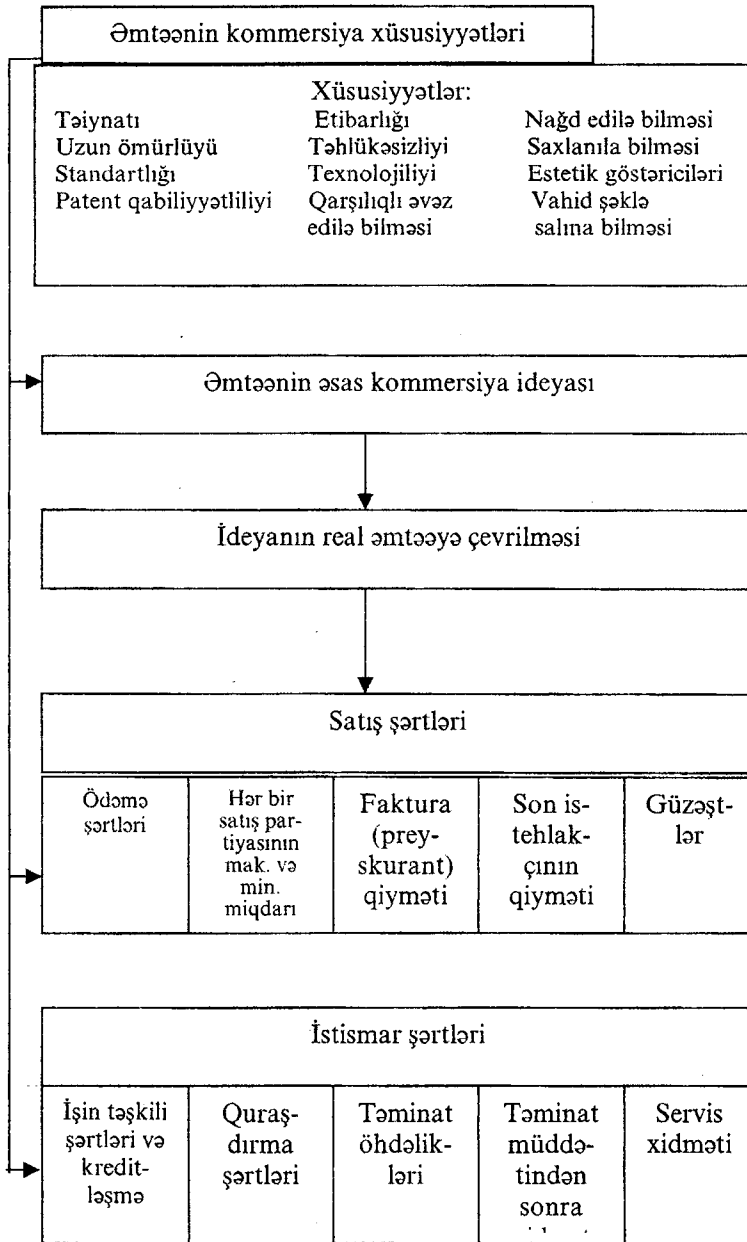 Əmtəənin kommersiya xüsusiyyətləri
Xüsusiyyətlər:
Təiynatı
Uzun ömürlüyü
Standartlığı
Patent qabiliyyətliliyi
Etibarlığı
Təhlükəsizliyi
Texnolojiliyi
Qarşılıqlı əvəz
edilə bilməsi
Nağd edilə bilməsi
Saxlanıla bilməsi
Estetik göstəriciləri
Vahid şəklə
salına bilməsi
Əmtəənin əsas kommersiya ideyası
İdeyanın real əmtəəyə çevrilməsi
Satış şərtləri
Ödəmə
şərtləri
Hər bir
satış par-
tiyasının
mak. və
min.
miqdarı
Faktura
(prey-
skurant)
qiyməti
Son is-
tehlak-
çının
qiyməti
Güzəşt-
lər
İstismar şərtləri
İşin təşkili
şərtləri və
kredit-
ləşmə
Quraş-
dırma
şərtləri
Təminat
öhdəlik-
ləri
Təminat
müddə-
tindən
sonra
Servis
xidməti